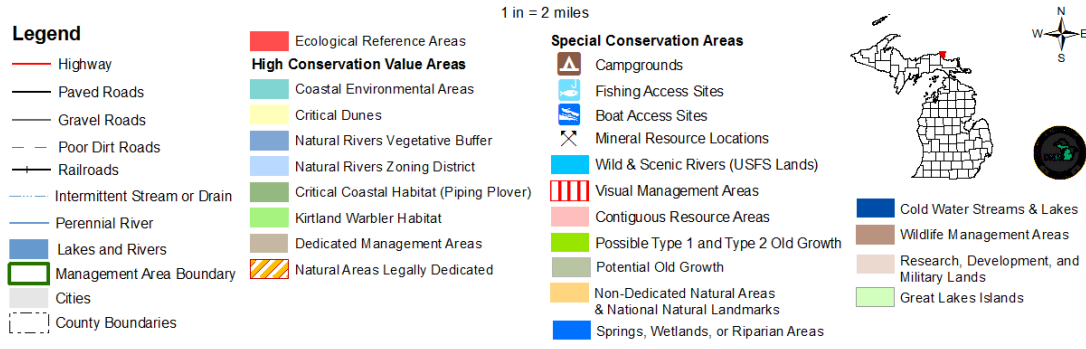 1 in = 2 miles
Legend
Highway
Paved Roads
Gravel Roads
Poor Dirt Roads
Railroads
Intermittent Stream or Drain
Perennial River
Lakes and Rivers
Management Area Boundary
Cities
County Boundaries
Ecological Reference Areas
High Conservation Value Areas
Coastal Environmental Areas
Critical Dunes
Natural Rivers Vegetative Buffer
Natural Rivers Zoning District
Critical Coastal Habitat (Piping Plover)
Kirtland Warbler Habitat
Dedicated Management Areas
Natural Areas Legally Dedicated
Special Conservation Areas
Campgrounds
Fishing Access Sites
Boat Access Sites
Mineral Resource Locations
Wild & Scenic Rivers (USFS Lands)
Visual Management Areas
Contiguous Resource Areas
Possible Type 1 and Type 2 Old Growth
Potential Old Growth
Non-Dedicated Natural Areas
& National Natural Landmarks
Springs, Wetlands, or Riparian Areas
N
W
E
S
Cold Water Streams & Lakes
Wildlife Management Areas
Research, Development, and
Military Lands
Great Lakes Islands